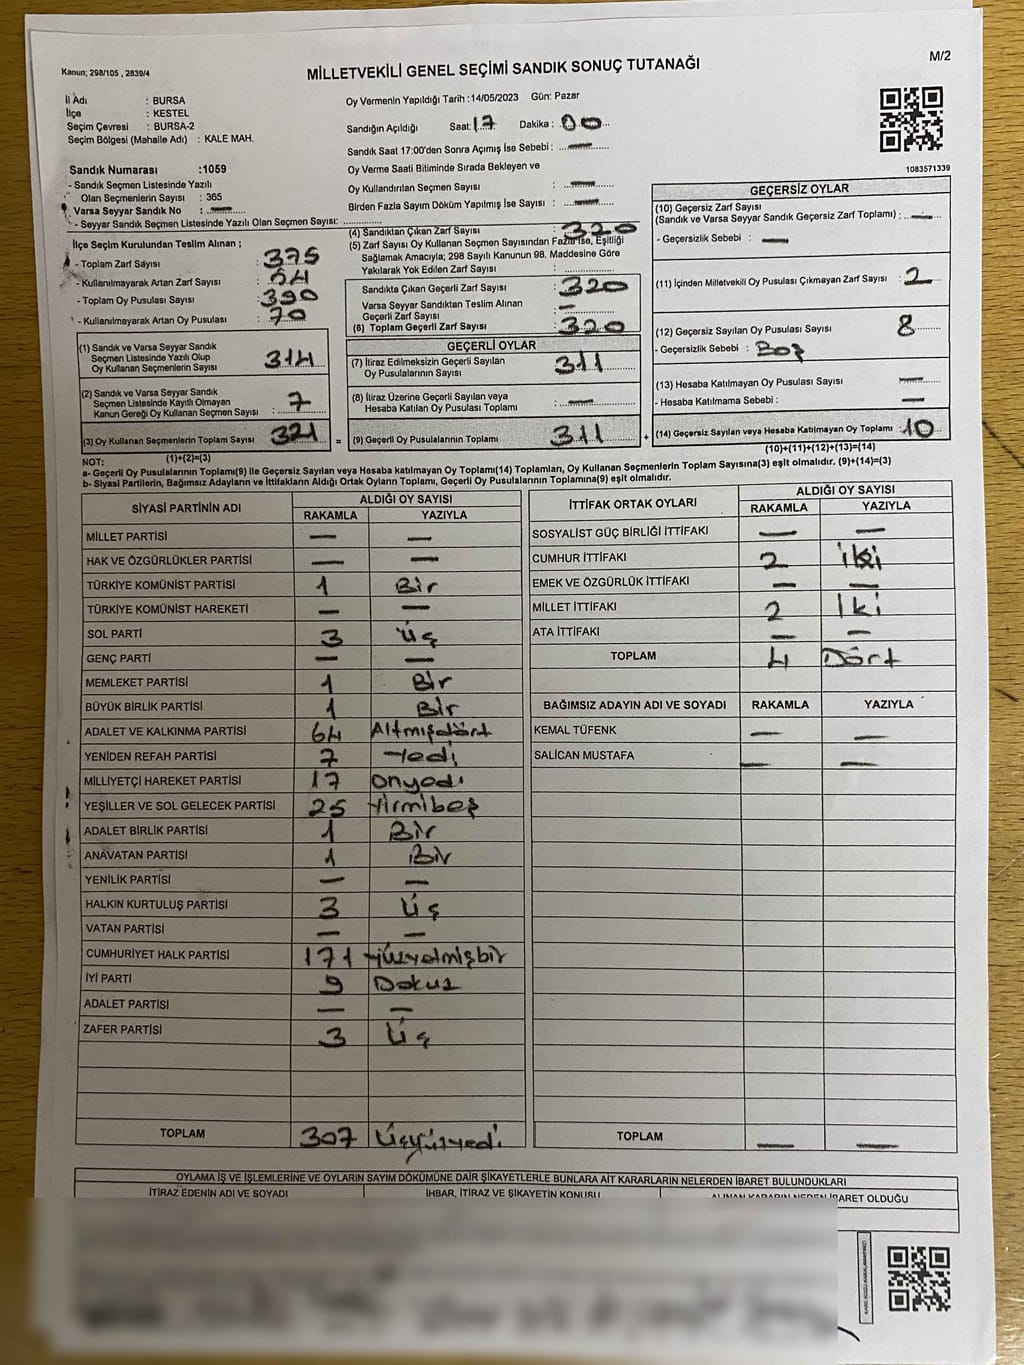 M/2
Kanun; 298/105 , 2839/4
MİLLETVEKİLİ GENEL SEÇİMİ SANDIK SONUÇ TUTANAĞI
İl Adı : BURSA
İlçe : KESTEL
Seçim Çevresi : BURSA-2
Seçim Bölgesi (Mahalle Adı) : KALE MAH.
Sandık Numarası :1059
- Sandık Seçmen Listesinde Yazılı
Olan Seçmenlerin Sayısı : 365
Varsa Seyyar Sandık No : —
- Seyyar Sandık Seçmen Listesinde Yazılı Olan Seçmen Sayısı: ..............
Oy Vermenin Yapıldığı Tarih :14/05/2023 Gün: Pazar
Sandığın Açıldığı Saat: 17 Dakika : 00
Sandık Saat 17:00'den Sonra Açımış İse Sebebi : —
Oy Verme Saati Bitiminde Sırada Bekleyen ve
Oy Kullandırılan Seçmen Sayısı : —
Birden Fazla Sayım Döküm Yapılmış İse Sayısı : —
1083571339
İlçe Seçim Kurulundan Teslim Alınan ;
- Toplam Zarf Sayısı : 375
- Kullanılmayarak Artan Zarf Sayısı : 54
- Toplam Oy Pusulası Sayısı : 390
- Kullanılmayarak Artan Oy Pusulası : 70
(1) Sandık ve Varsa Seyyar Sandık
Seçmen Listesinde Yazılı Olup
Oy Kullanan Seçmenlerin Sayısı : 314
(2) Sandık ve Varsa Seyyar Sandık
Seçmen Listesinde Kayıtlı Olmayan
Kanun Gereği Oy Kullanan Seçmen Sayısı : 7
(3) Oy Kullanan Seçmenlerin Toplam Sayısı : 321 =
(1)+(2)=(3)
(4) Sandıktan Çıkan Zarf Sayısı : 320
(5) Zarf Sayısı Oy Kullanan Seçmen Sayısından Fazla İse, Eşitliği
Sağlamak Amacıyla; 298 Sayılı Kanunun 98. Maddesine Göre
Yakılarak Yok Edilen Zarf Sayısı : ..............
Sandıkta Çıkan Geçerli Zarf Sayısı : 320
Varsa Seyyar Sandıktan Teslim Alınan
Geçerli Zarf Sayısı : —
(6) Toplam Geçerli Zarf Sayısı : 320
GEÇERLİ OYLAR
(7) İtiraz Edilmeksizin Geçerli Sayılan
Oy Pusulalarının Sayısı : 311
(8) İtiraz Üzerine Geçerli Sayılan veya
Hesaba Katılan Oy Pusulası Toplamı : —
(9) Geçerli Oy Pusulalarının Toplamı : 311 +
GEÇERSİZ OYLAR
(10) Geçersiz Zarf Sayısı
(Sandık ve Varsa Seyyar Sandık Geçersiz Zarf Toplamı) : —
- Geçersizlik Sebebi : —
(11) İçinden Milletvekili Oy Pusulası Çıkmayan Zarf Sayısı : 2
(12) Geçersiz Sayılan Oy Pusulası Sayısı 8
- Geçersizlik Sebebi : Boş
(13) Hesaba Katılmayan Oy Pusulası Sayısı : —
- Hesaba Katılmama Sebebi : —
(14) Geçersiz Sayılan veya Hesaba Katılmayan Oy Toplamı : 10
(10)+(11)+(12)+(13)=(14)
NOT:
a- Geçerli Oy Pusulalarının Toplamı(9) ile Geçersiz Sayılan veya Hesaba katılmayan Oy Toplamı(14) Toplamları, Oy Kullanan Seçmenlerin Toplam Sayısına(3) eşit olmalıdır. (9)+(14)=(3)
b- Siyasi Partilerin, Bağımsız Adayların ve İttifakların Aldığı Ortak Oyların Toplamı, Geçerli Oy Pusulalarının Toplamına(9) eşit olmalıdır.
SİYASİ PARTİNİN ADI ALDIĞI OY SAYISI
RAKAMLA YAZIYLA
MİLLET PARTİSİ — —
HAK VE ÖZGÜRLÜKLER PARTİSİ — —
TÜRKİYE KOMÜNİST PARTİSİ 1 Bir
TÜRKİYE KOMÜNİST HAREKETİ — —
SOL PARTİ 3 Üç
GENÇ PARTİ — —
MEMLEKET PARTİSİ 1 Bir
BÜYÜK BİRLİK PARTİSİ 1 Bir
ADALET VE KALKINMA PARTİSİ 64 Altmışdört
YENİDEN REFAH PARTİSİ 7 Yedi
MİLLİYETÇİ HAREKET PARTİSİ 17 Onyedi
YEŞİLLER VE SOL GELECEK PARTİSİ 25 Yirmibeş
ADALET BİRLİK PARTİSİ 1 Bir
ANAVATAN PARTİSİ 1 Bir
YENİLİK PARTİSİ — —
HALKIN KURTULUŞ PARTİSİ 3 Üç
VATAN PARTİSİ — —
CUMHURİYET HALK PARTİSİ 171 Yüzyetmişbir
İYİ PARTİ 9 Dokuz
ADALET PARTİSİ — —
ZAFER PARTİSİ 3 Üç
TOPLAM 307 Üçyüzyedi
İTTİFAK ORTAK OYLARI ALDIĞI OY SAYISI
RAKAMLA YAZIYLA
SOSYALİST GÜÇ BİRLİĞİ İTTİFAKI — —
CUMHUR İTTİFAKI 2 İki
EMEK VE ÖZGÜRLÜK İTTİFAKI — —
MİLLET İTTİFAKI 2 İki
ATA İTTİFAKI — —
TOPLAM 4 Dört
BAĞIMSIZ ADAYIN ADI VE SOYADI RAKAMLA YAZIYLA
KEMAL TÜFENK — —
SALİCAN MUSTAFA — —
TOPLAM — —
OYLAMA İŞ VE İŞLEMLERİNE VE OYLARIN SAYIM DÖKÜMÜNE DAİR ŞİKAYETLERLE BUNLARA AİT KARARLARIN NELERDEN İBARET BULUNDUKLARI
İTİRAZ EDENİN ADI VE SOYADI İHBAR, İTİRAZ VE ŞİKAYETİN KONUSU ALINAN KARARIN NEDEN İBARET OLDUĞU